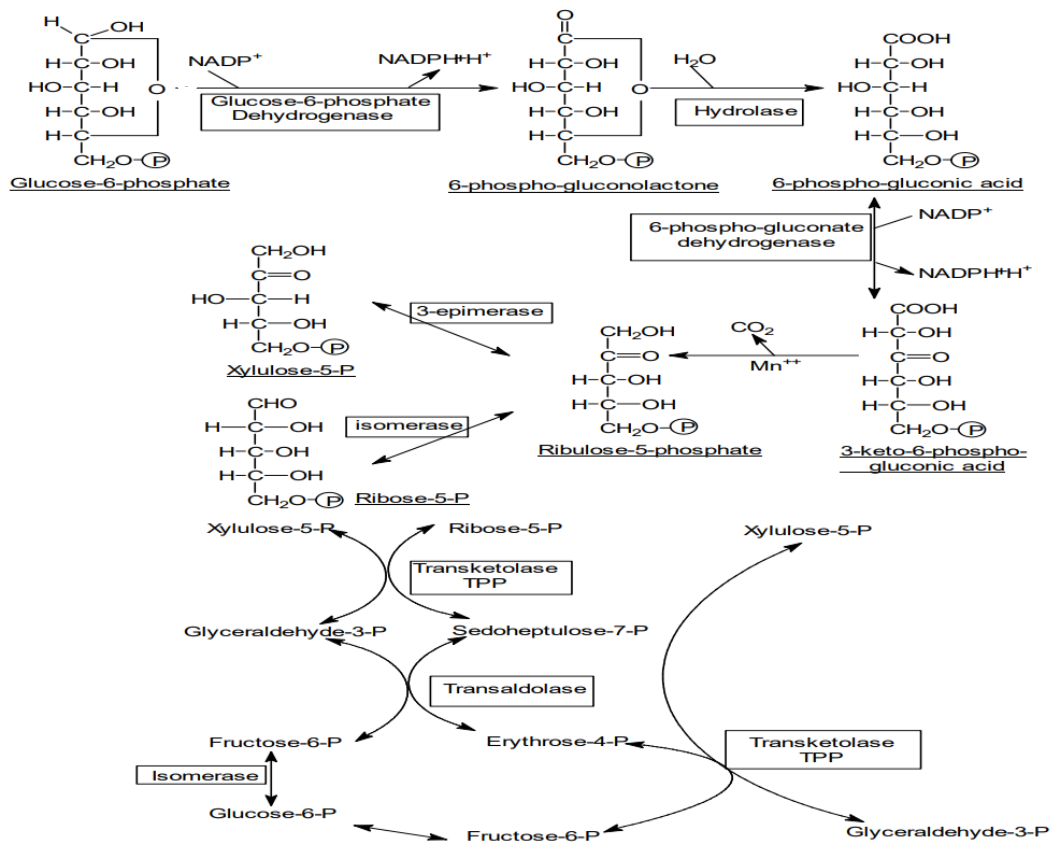 H OH
C
H-C-OH
HO-C-H
H-C-OH
H-C
O
CH2O-P
Glucose-6-phosphate
NADP+
NADPH+H+
Glucose-6-phosphate
Dehydrogenase
O
C
H-C-OH
HO-C-H
H-C-OH
H-C
O
CH2O-P
6-phospho-gluconolactone
H2O
Hydrolase
COOH
H-C-OH
HO-C-H
H-C-OH
H-C-OH
CH2O-P
6-phospho-gluconic acid
6-phospho-gluconate
dehydrogenase
NADP+
NADPH+H+
CH2OH
C=O
HO-C-H
H-C-OH
CH2O-P
Xylulose-5-P
3-epimerase
CH2OH
C=O
H-C-OH
H-C-OH
CH2O-P
Ribulose-5-phosphate
CO2
Mn++
COOH
H-C-OH
C=O
H-C-OH
H-C-OH
CH2O-P
3-keto-6-phospho-
gluconic acid
CHO
H-C-OH
H-C-OH
H-C-OH
CH2O-P
Ribose-5-P
isomerase
Xylulose-5-P
Ribose-5-P
Xylulose-5-P
Transketolase
TPP
Glyceraldehyde-3-P
Sedoheptulose-7-P
Transaldolase
Fructose-6-P
Erythrose-4-P
Transketolase
TPP
Isomerase
Glucose-6-P
Fructose-6-P
Glyceraldehyde-3-P